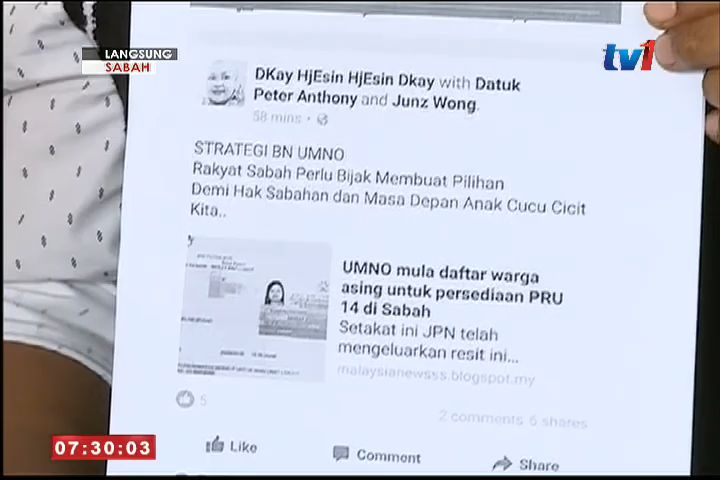 LANGSUNG
SABAH
tv1
DKay HjEsin HjEsin Dkay with Datuk
Peter Anthony and Junz Wong.
58 mins
STRATEGI BN UMNO
Rakyat Sabah Perlu Bijak Membuat Pilihan
Demi Hak Sabahan dan Masa Depan Anak Cucu Cicit
Kita..
UMNO mula daftar warga
asing untuk persediaan PRU
14 di Sabah
Setakat ini JPN telah
mengeluarkan resit ini...
malaysianewsss.blogspot.my
5
2 comments 6 shares
Like
Comment
Share
07:30:03